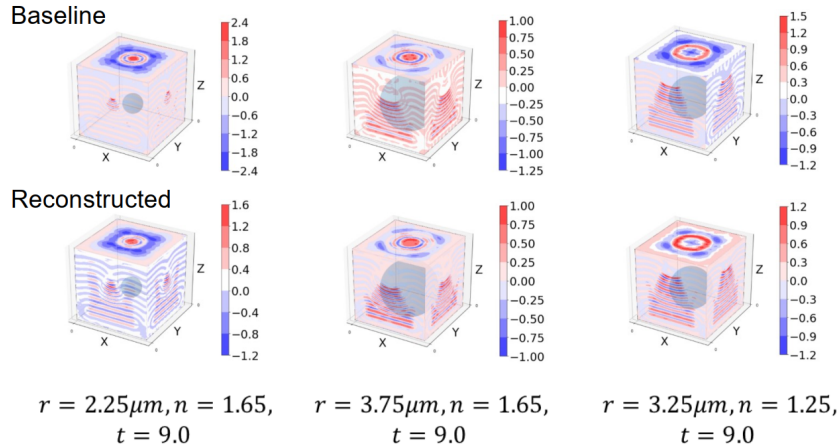 Baseline
2.4
1.8
1.2
0.6
0.0
−0.6
−1.2
−1.8
−2.4
X
Y
Z
1.00
0.75
0.50
0.25
0.00
−0.25
−0.50
−0.75
−1.00
−1.25
X
Y
Z
1.5
1.2
0.9
0.6
0.3
0.0
−0.3
−0.6
−0.9
−1.2
X
Y
Z
Reconstructed
1.6
1.2
0.8
0.4
0.0
−0.4
−0.8
−1.2
X
Y
Z
1.00
0.75
0.50
0.25
0.00
−0.25
−0.50
−0.75
−1.00
X
Y
Z
1.2
0.9
0.6
0.3
0.0
−0.3
−0.6
−0.9
−1.2
X
Y
Z
r = 2.25μm, n = 1.65,
t = 9.0
r = 3.75μm, n = 1.65,
t = 9.0
r = 3.25μm, n = 1.25,
t = 9.0